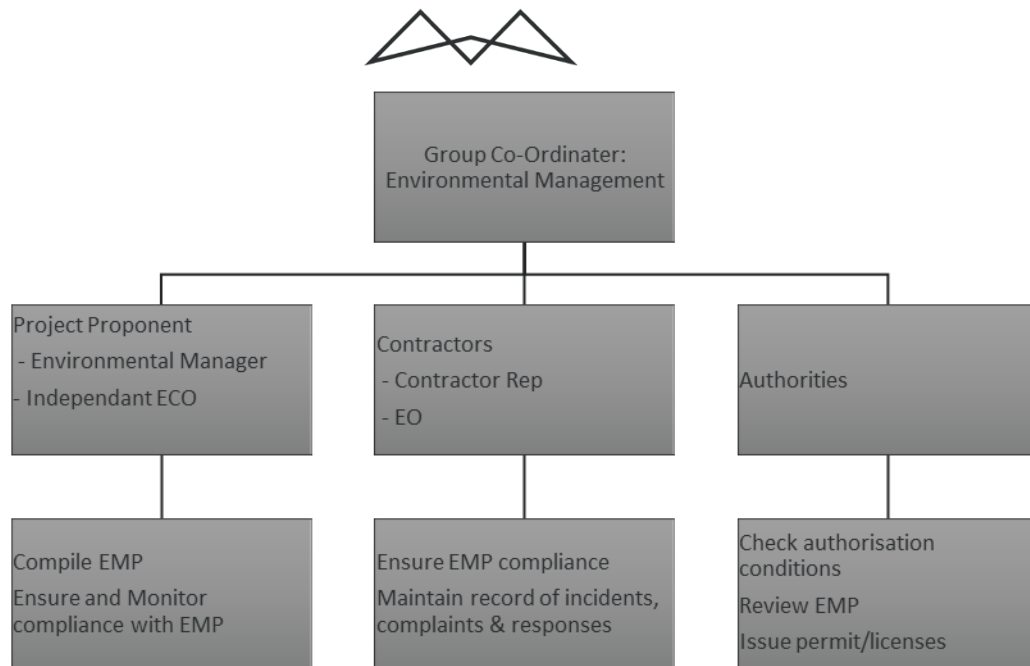 Group Co-Ordinater:
Environmental Management
Project Proponent
- Environmental Manager
- Independant ECO
Contractors
- Contractor Rep
- EO
Authorities
Compile EMP
Ensure and Monitor
compliance with EMP
Ensure EMP compliance
Maintain record of incidents,
complaints & responses
Check authorisation
conditions
Review EMP
Issue permit/licenses